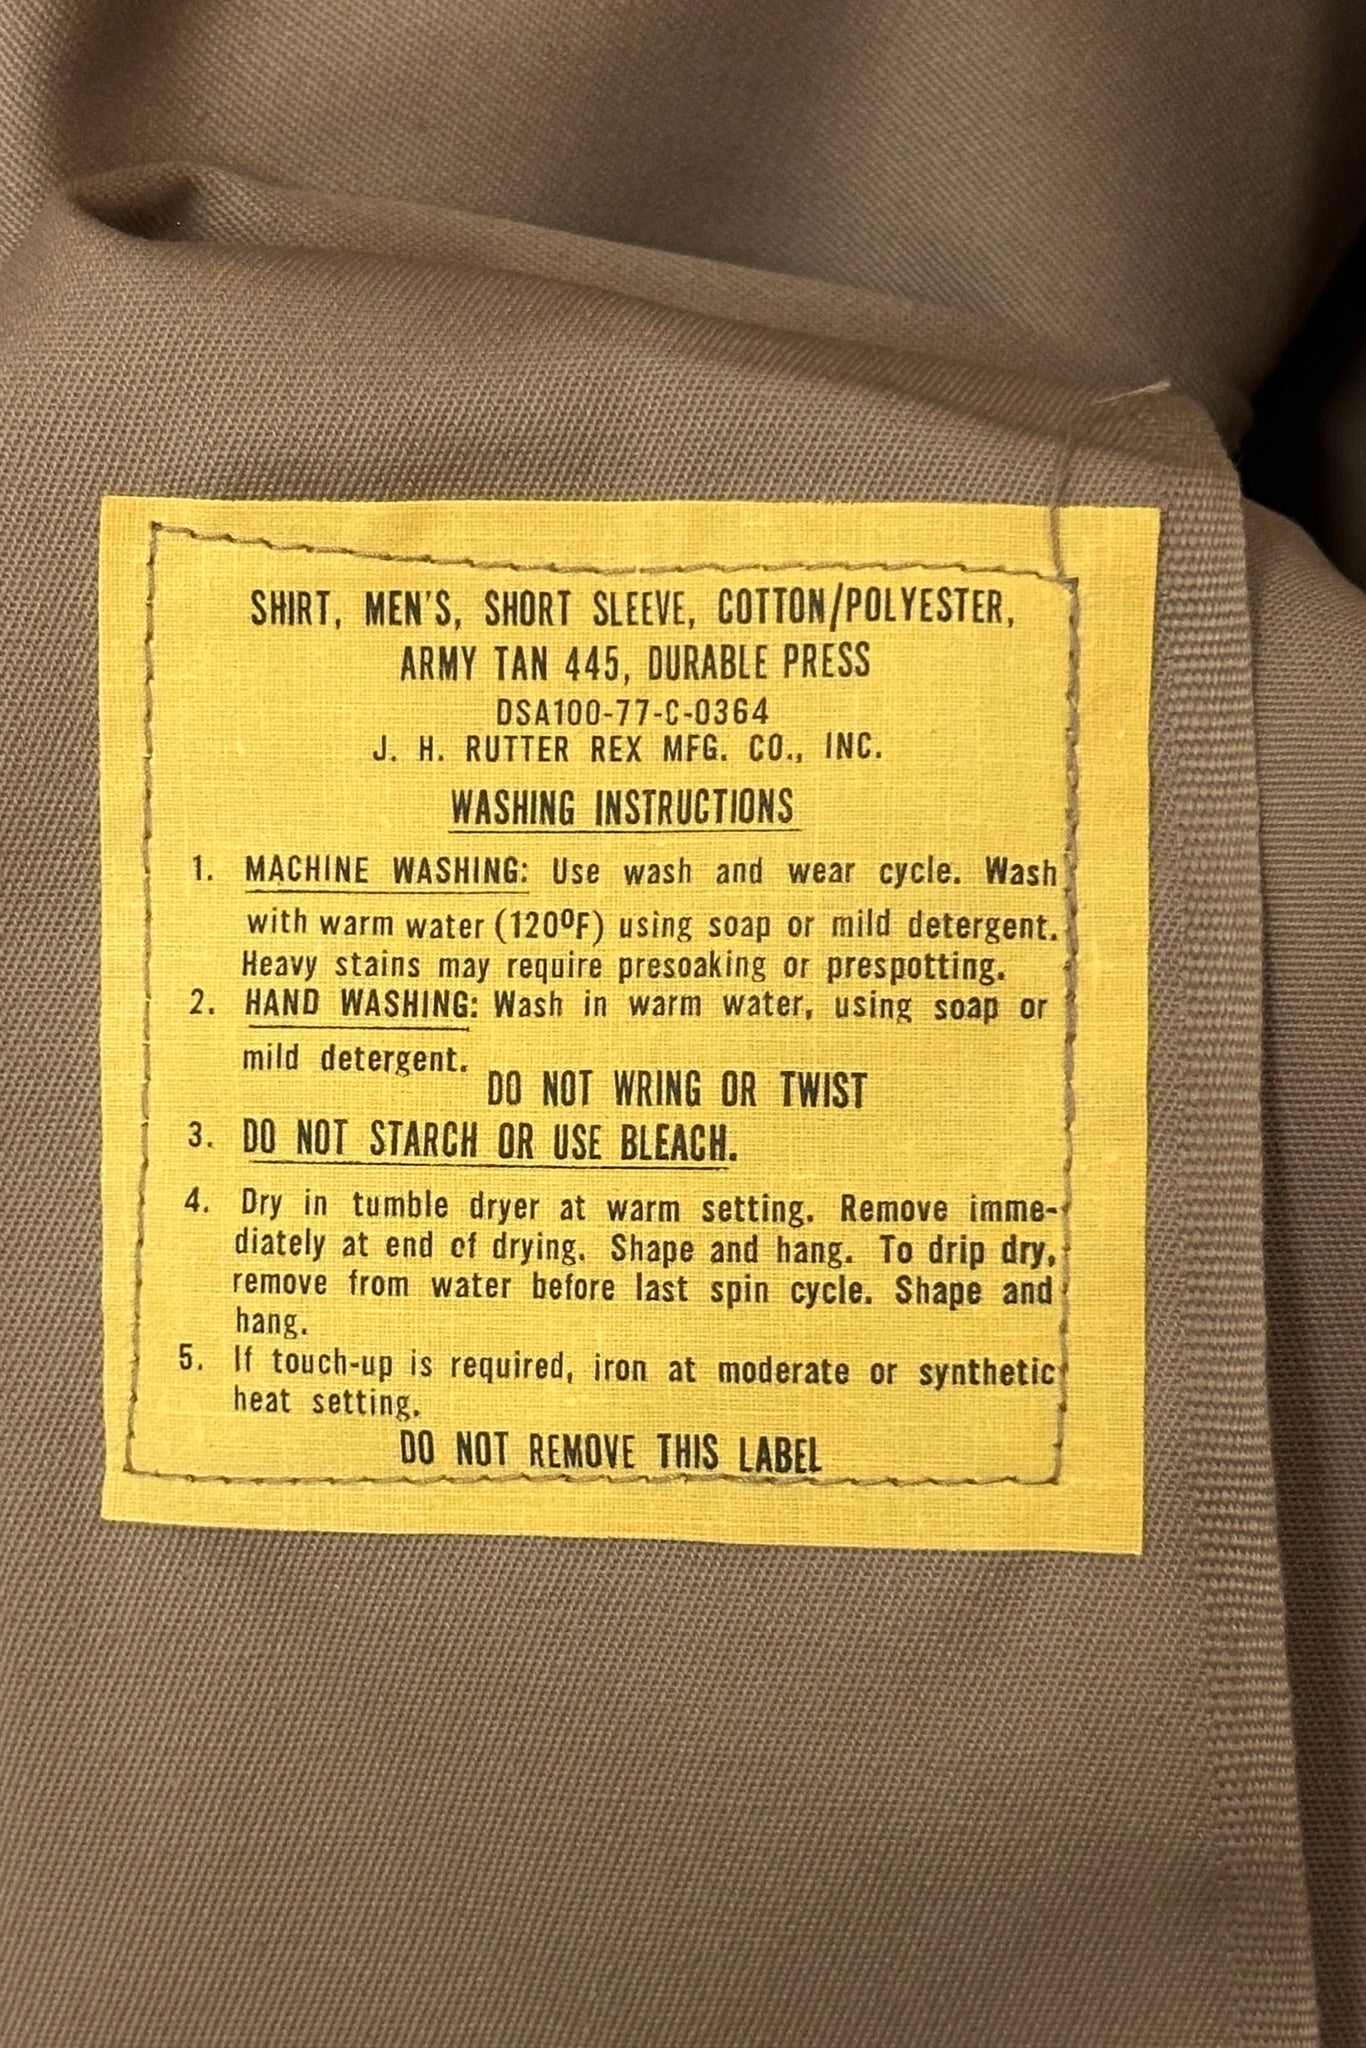 SHIRT, MEN'S, SHORT SLEEVE, COTTON/POLYESTER,
ARMY TAN 445, DURABLE PRESS
DSA100-77-C-0364
J. H. RUTTER REX MFG. CO., INC.
WASHING INSTRUCTIONS
1. MACHINE WASHING: Use wash and wear cycle. Wash
with warm water (120ºF) using soap or mild detergent.
Heavy stains may require presoaking or prespotting.
2. HAND WASHING: Wash in warm water, using soap or
mild detergent.
DO NOT WRING OR TWIST
3. DO NOT STARCH OR USE BLEACH.
4. Dry in tumble dryer at warm setting. Remove imme-
diately at end of drying. Shape and hang. To drip dry,
remove from water before last spin cycle. Shape and
hang.
5. If touch-up is required, iron at moderate or synthetic
heat setting.
DO NOT REMOVE THIS LABEL